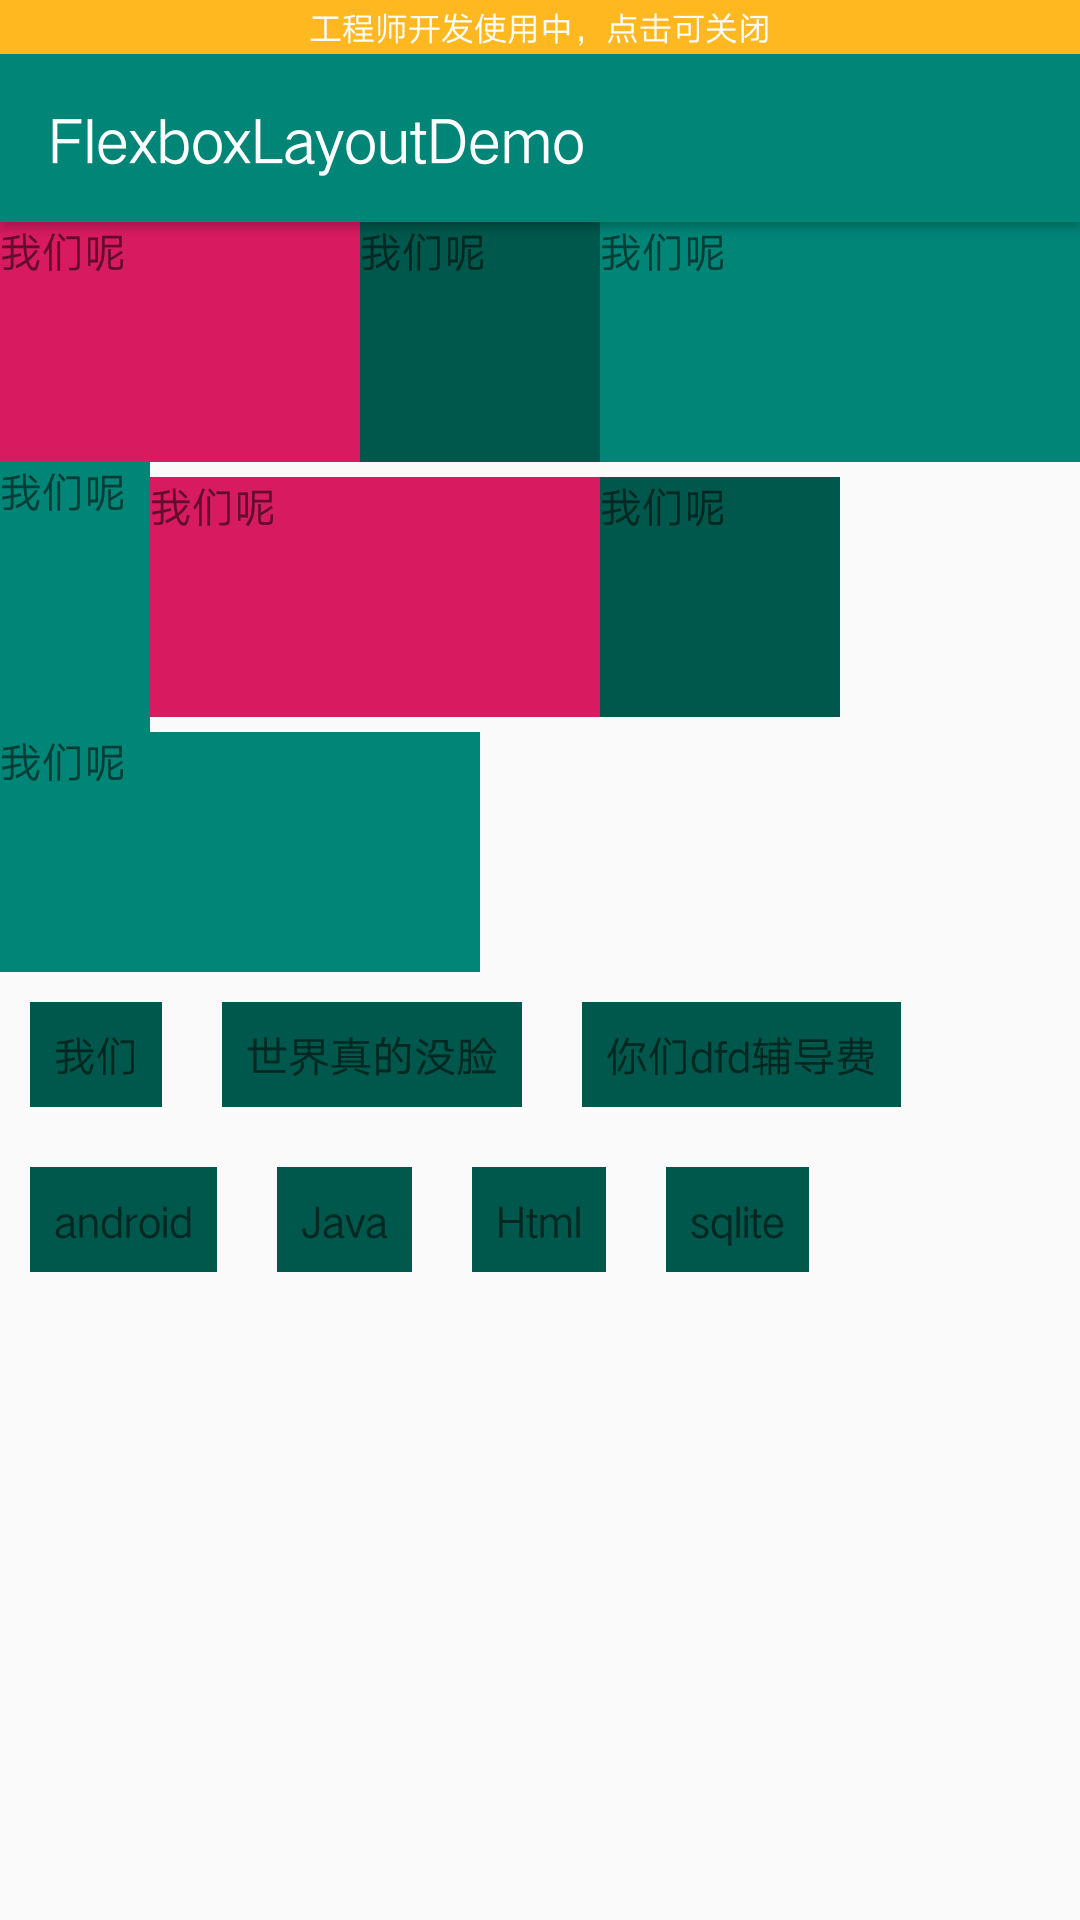 工程师开发使用中，点击可关闭
FlexboxLayoutDemo
我们呢 我们呢 我们呢
我们呢 我们呢 我们呢
我们呢
我们 世界真的没脸 你们dfd辅导费
android Java Html sqlite